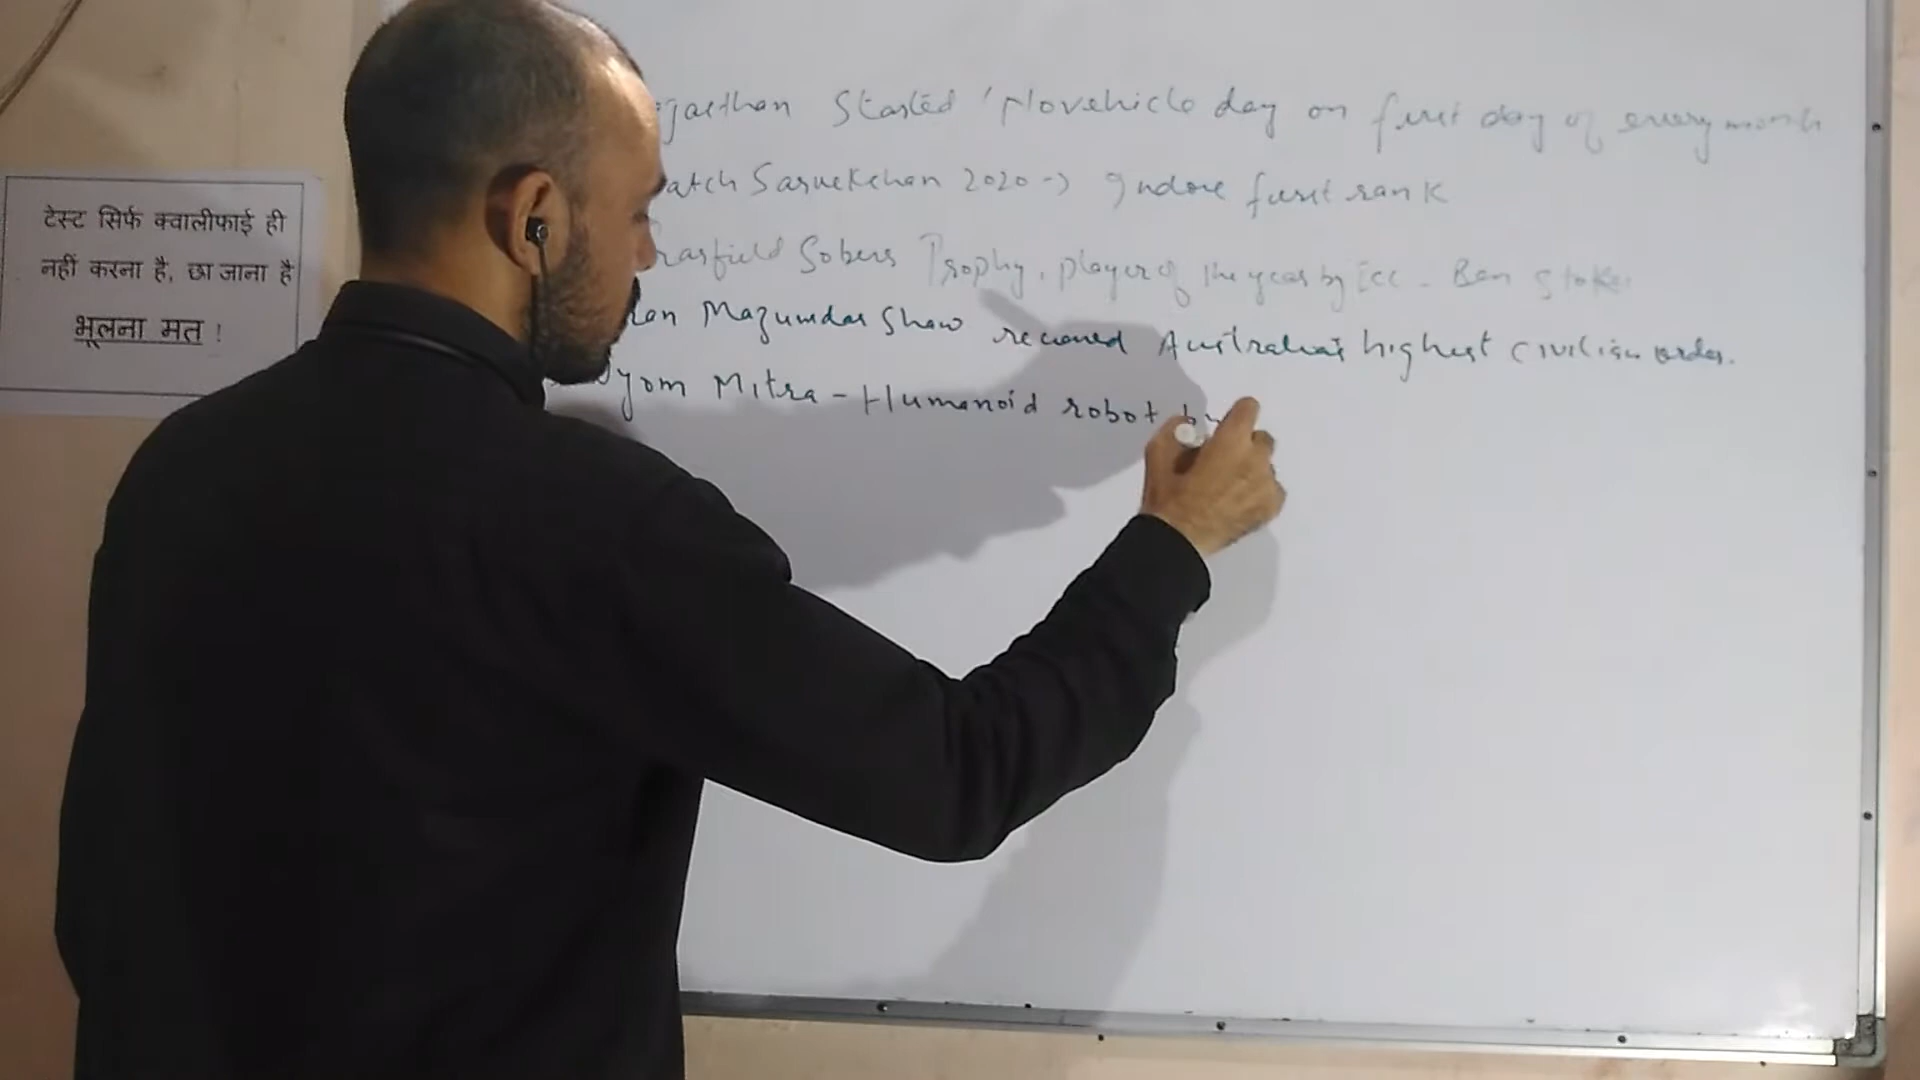 टेस्ट सिर्फ क्वालीफाई ही
नहीं करना है, छा जाना है
भूलना मत !
gasthan Started 'No vehicle day on first day of every month
atch Sarvekchan 2020 -> Indore first rank
arfield Sobers Trophy, player of the year by ICC - Ben Stokes
ran Mazumdar Shaw received Australia's highest civilian order.
yom Mitra - Humanoid robot by